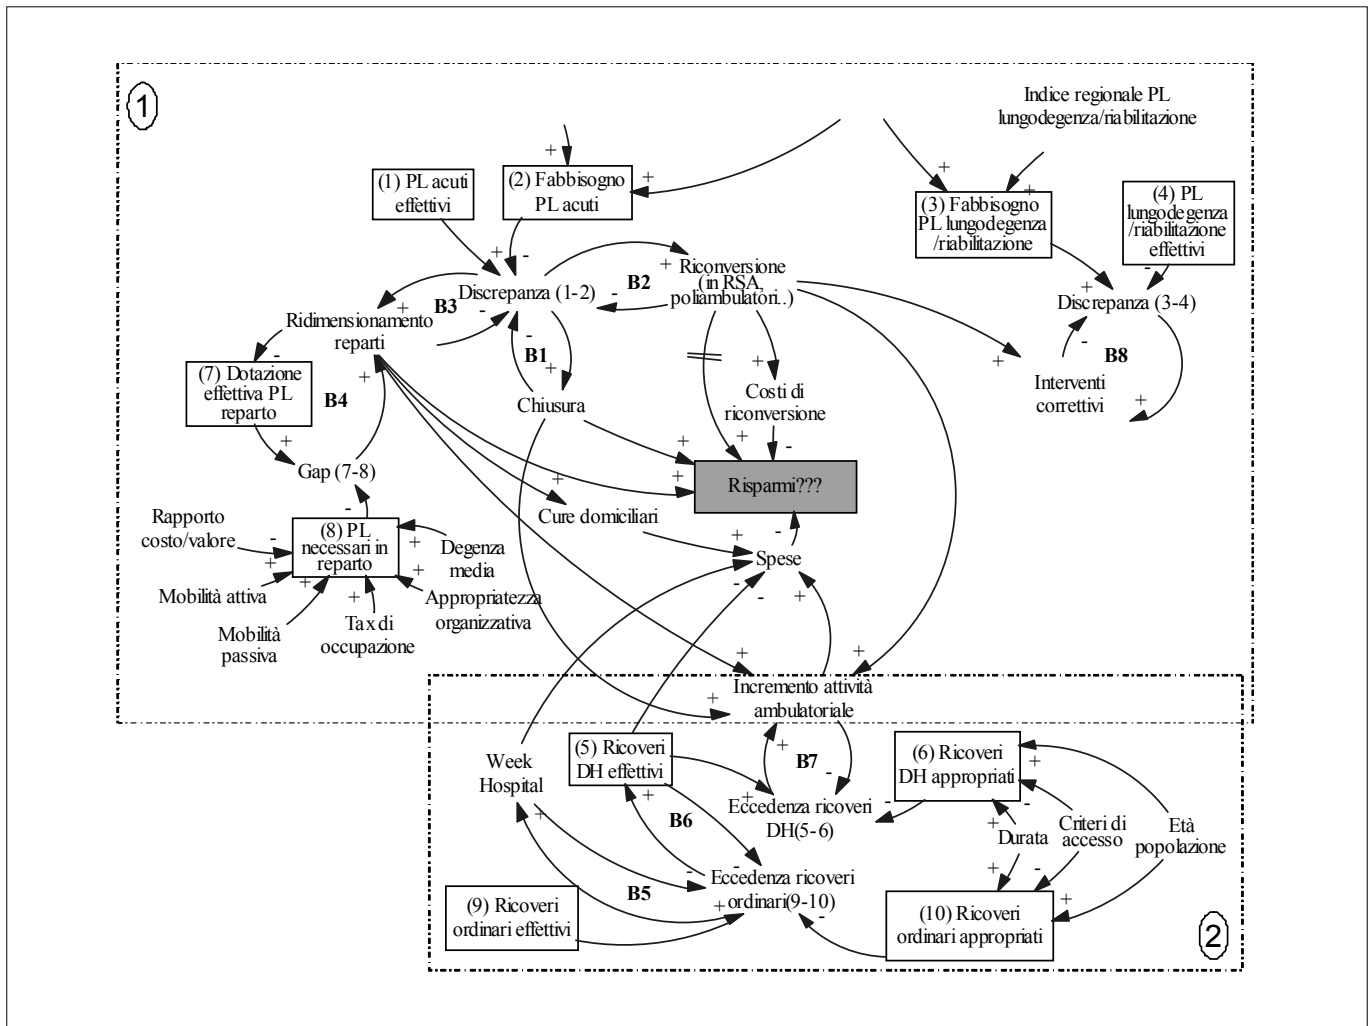 1
Indice regionale PL
lungodegenza/riabilitazione
+
+
+
+
(1) PL acuti
effettivi
(2) Fabbisogno
PL acuti
(3) Fabbisogno
PL lungodegenza
/riabilitazione
(4) PL
lungodegenza
/riabilitazione
effettivi
+
-
+
-
+
-
Discrepanza (1-2)
B2
Riconversione
(in RSA,
poliambulatori..)
Discrepanza (3-4)
B3
+
-
-
-
Ridimensionamento
reparti
B1
+
+
+
-
B8
Interventi
correttivi
+
-
(7) Dotazione
effettiva PL
reparto
B4
+
Chiusura
Costi di
riconversione
+
Gap (7-8)
+
+
-
+
Risparmi???
-
+
Cure domiciliari
+
-
Spese
Rapporto
costo/valore
-
(8) PL
necessari in
reparto
+
Degenza
media
+
+
+
+
Mobilità attiva
Mobilità
passiva
Tax di
occupazione
Appropriatezza
organizzativa
-
-
+
+
+
+
Incremento attività
ambulatoriale
Week
Hospital
(5) Ricoveri
DH effettivi
+
B7
-
(6) Ricoveri
DH appropriati
+
-
+
+
B6
+
Eccedenza ricoveri
DH(5-6)
-
+
Durata
Criteri di
accesso
Età
popolazione
-
-
Eccedenza ricoveri
ordinari(9-10)
B5
+
-
+
-
+
(9) Ricoveri
ordinari effettivi
(10) Ricoveri
ordinari appropriati
2